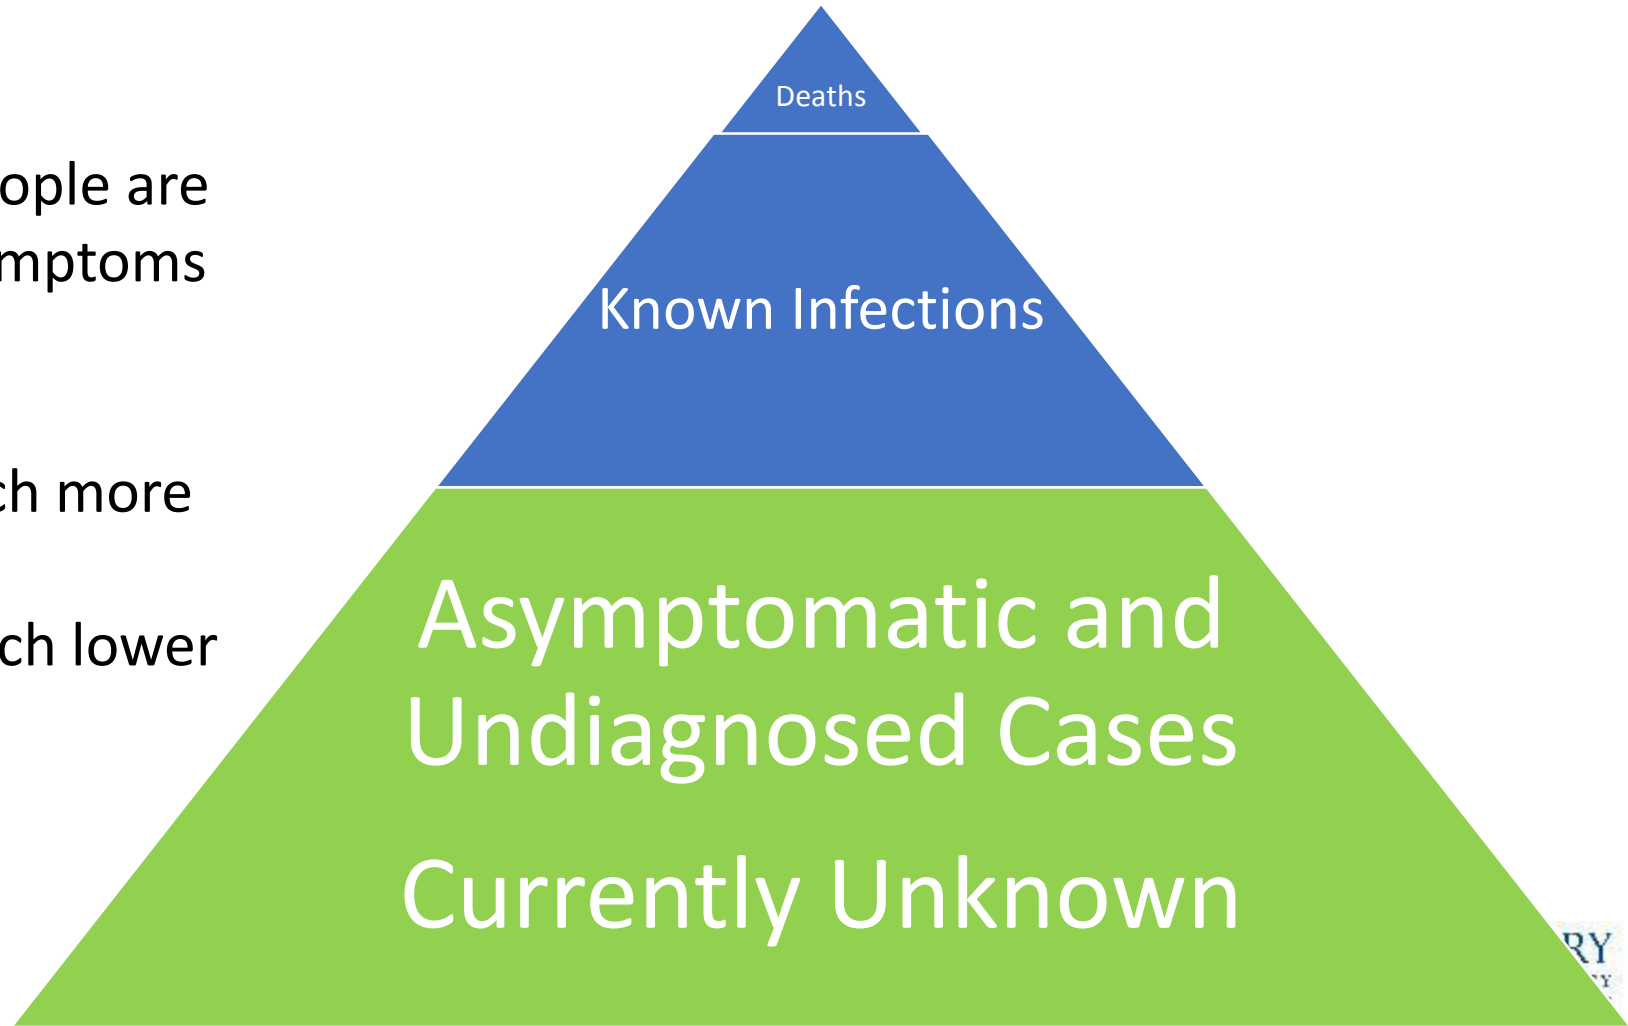 Deaths
ople are
mptoms
Known Infections
ch more
Asymptomatic and
ch lower
Undiagnosed Cases
Currently Unknown
RY